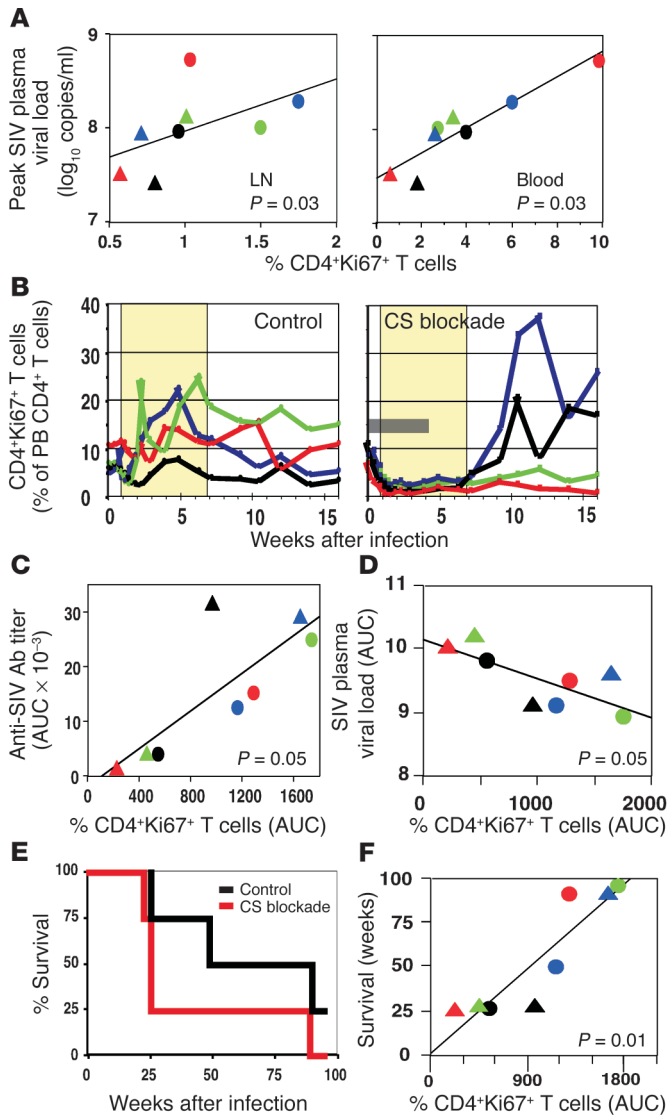 A
Peak SIV plasma
viral load
(log10 copies/ml)
9
8
7
LN
P = 0.03
0.5
1
1.5
2
Blood
P = 0.03
0
2
4
6
8
10
% CD4+Ki67+ T cells
B
CD4+Ki67+ T cells
(% of PB CD4+ T cells)
40
30
20
10
0
Control
0
5
10
15
CS blockade
0
5
10
15
Weeks after infection
C
Anti-SIV Ab titer
(AUC × 10–3)
30
20
10
0
P = 0.05
0
400
800
1200
1600
% CD4+Ki67+ T cells (AUC)
D
SIV plasma
viral load (AUC)
11
10
9
8
P = 0.05
0
1000
2000
% CD4+Ki67+ T cells (AUC)
E
% Survival
100
75
50
25
0
Control
CS blockade
0
25
50
75
100
Weeks after infection
F
Survival (weeks)
100
75
50
25
0
P = 0.01
0
900
1800
% CD4+Ki67+ T cells (AUC)